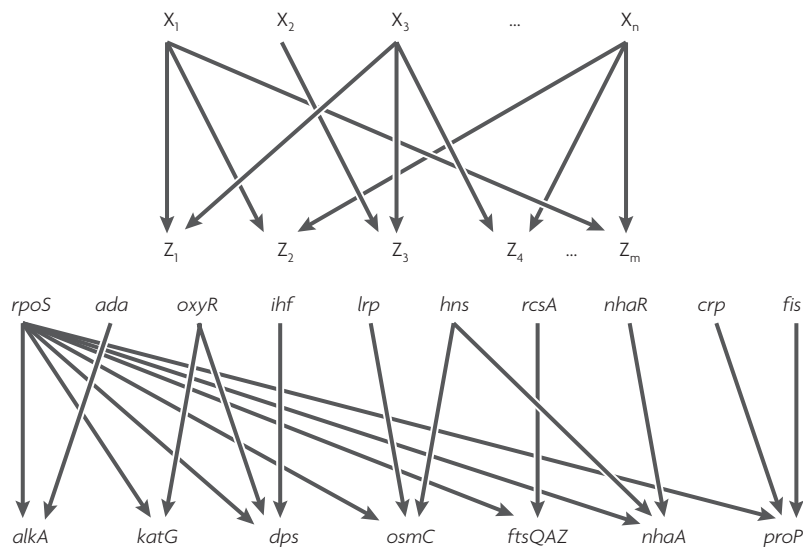 X₁ X₂ X₃ ... Xₙ
Z₁ Z₂ Z₃ Z₄ ... Zₘ
rpoS ada oxyR ihf lrp hns rcsA nhaR crp fis
alkA katG dps osmC ftsQAZ nhaA proP